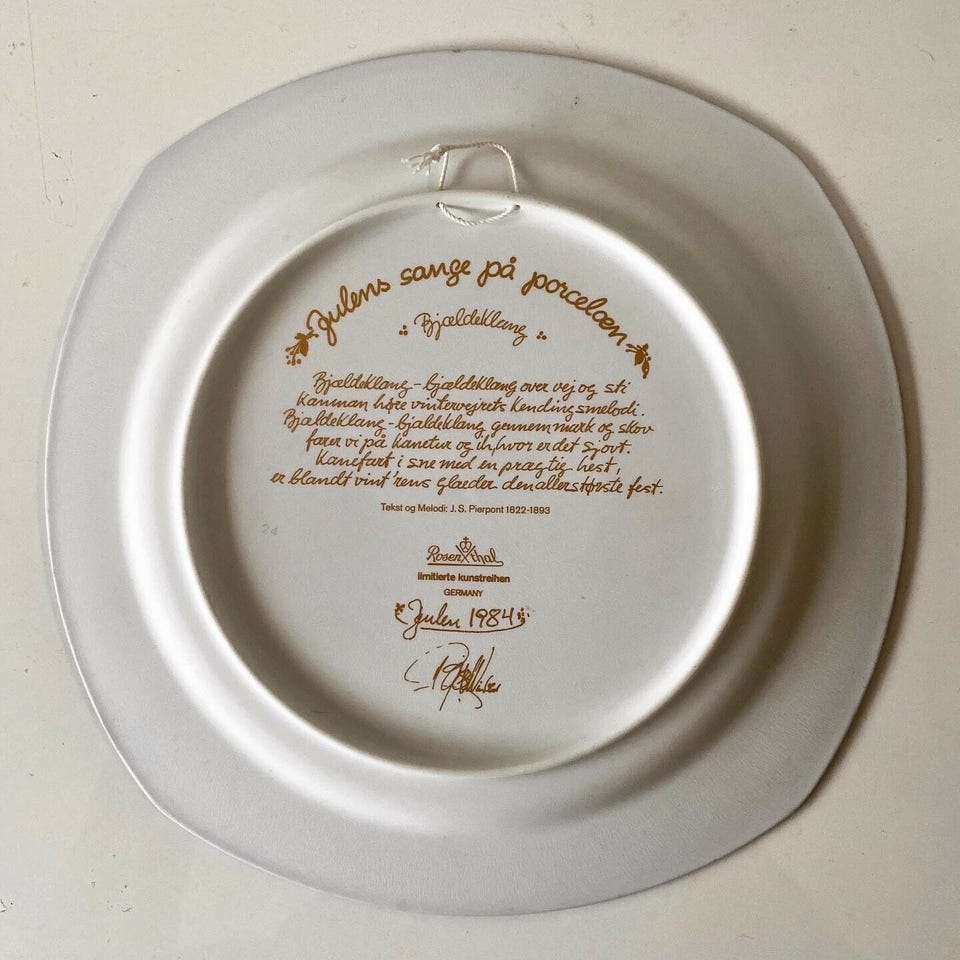 Julens sange på porcelæn
Bjældeklang
Bjældeklang - bjældeklang over vej og sti
kan man høre vintervejrets kendingsmelodi.
Bjældeklang - bjældeklang gennem mark og skov
farer vi på kanetur og ih, hvor er det sjovt.
Kanefart i sne med en prægtig hest,
er blandt vint'rens glæder den allerstørste fest.
Tekst og Melodi: J.S. Pierpont 1822-1893
24
Rosenthal
limitierte kunstreihen
GERMANY
Julen 1984